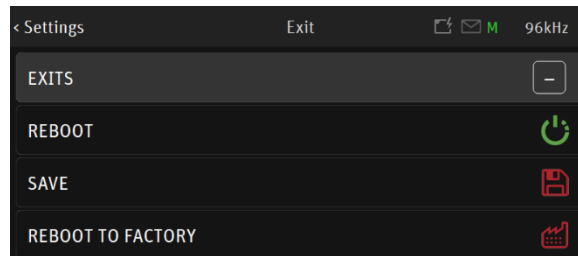 < Settings Exit M 96kHz
EXITS –
REBOOT
SAVE
REBOOT TO FACTORY